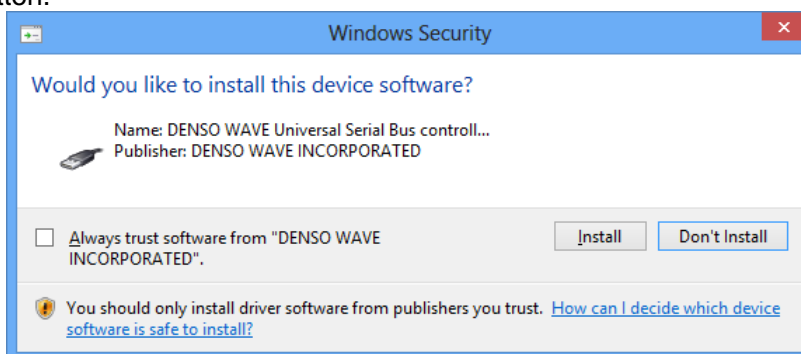 tton.
Windows Security
Would you like to install this device software?
Name: DENSO WAVE Universal Serial Bus controll...
Publisher: DENSO WAVE INCORPORATED
Always trust software from "DENSO WAVE
INCORPORATED".
Install
Don't Install
You should only install driver software from publishers you trust. How can I decide which device
software is safe to install?